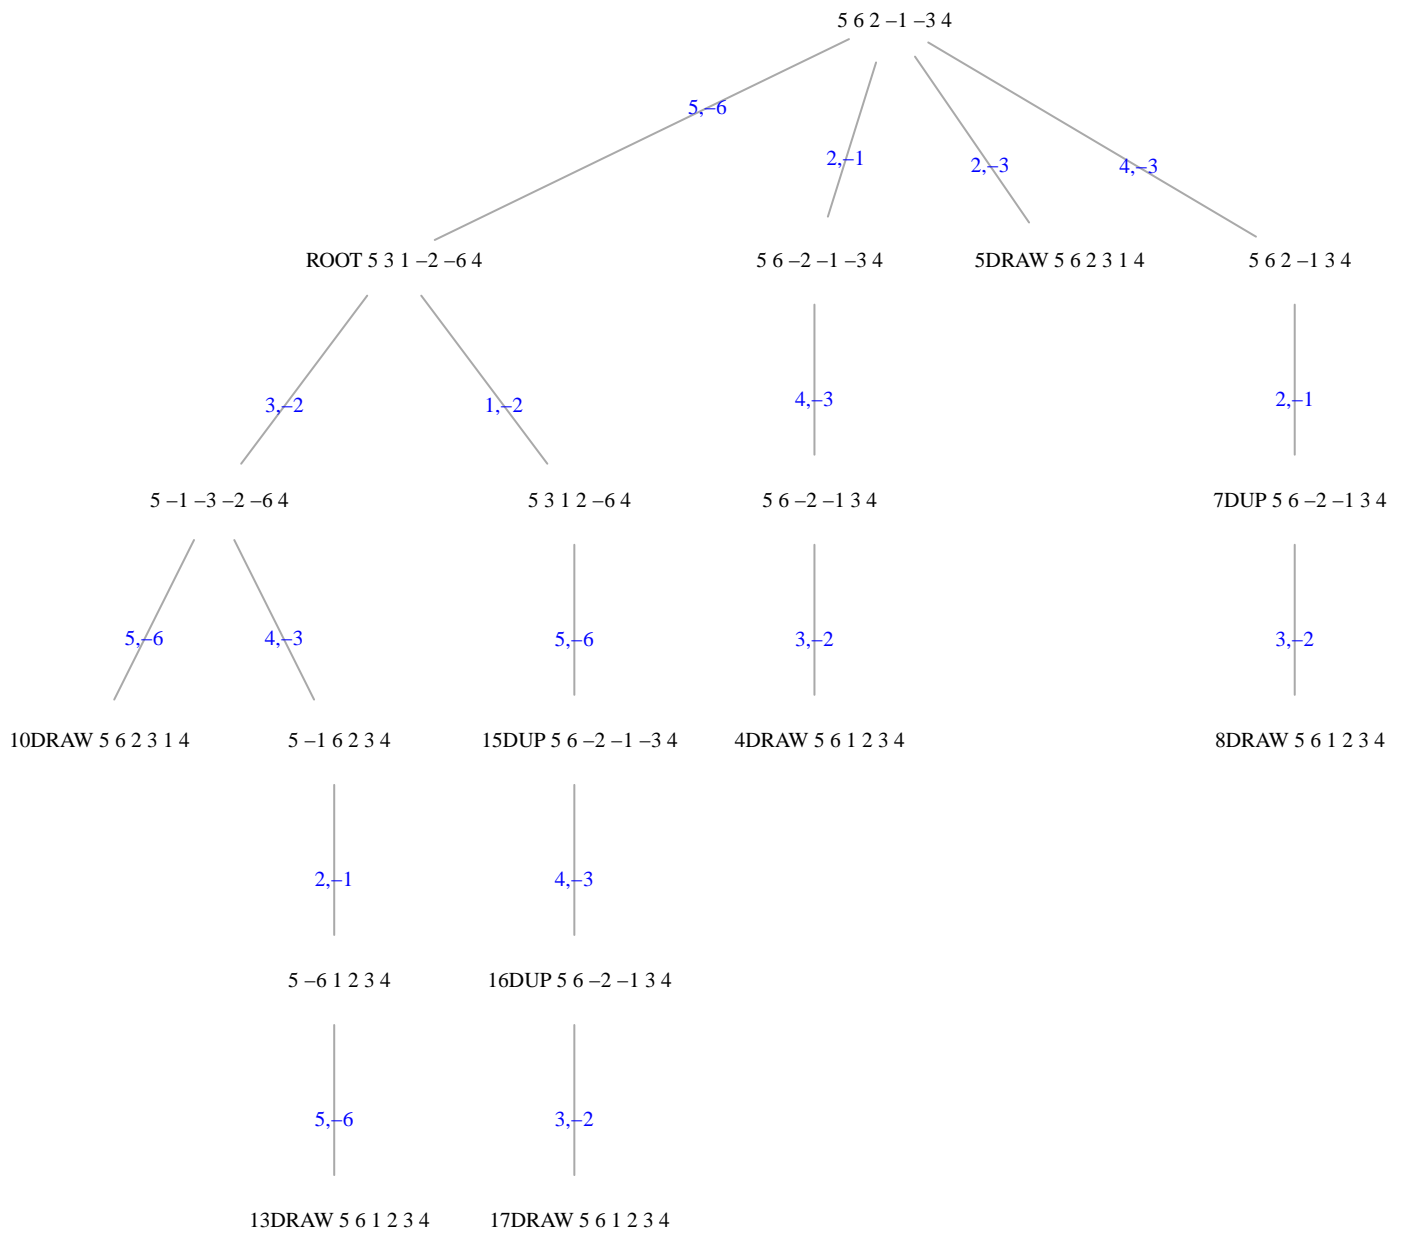 5 6 2 –1 –3 4
5,–6
2,–1
2,–3
4,–3
ROOT 5 3 1 –2 –6 4
5 6 –2 –1 –3 4
5DRAW 5 6 2 3 1 4
5 6 2 –1 3 4
3,–2
1,–2
4,–3
2,–1
5 –1 –3 –2 –6 4
5 3 1 2 –6 4
5 6 –2 –1 3 4
7DUP 5 6 –2 –1 3 4
5,–6
4,–3
5,–6
3,–2
3,–2
10DRAW 5 6 2 3 1 4
5 –1 6 2 3 4
15DUP 5 6 –2 –1 –3 4
4DRAW 5 6 1 2 3 4
8DRAW 5 6 1 2 3 4
2,–1
4,–3
5 –6 1 2 3 4
16DUP 5 6 –2 –1 3 4
5,–6
3,–2
13DRAW 5 6 1 2 3 4
17DRAW 5 6 1 2 3 4